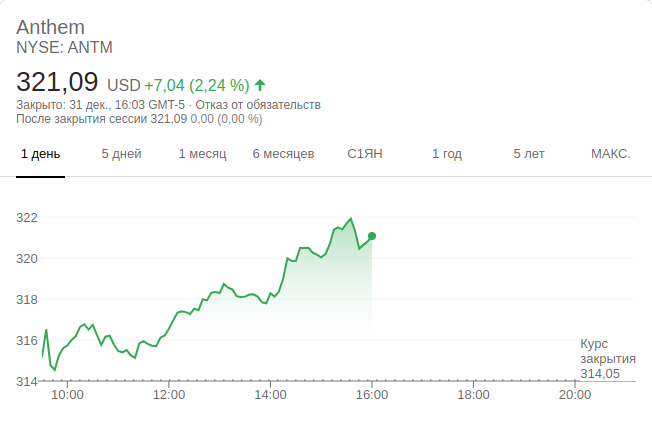 Anthem
NYSE: ANTM
321,09 USD +7,04 (2,24 %)
Закрыто: 31 дек., 16:03 GMT-5 · Отказ от обязательств
После закрытия сессии 321,09 0,00 (0,00 %)
1 день 5 дней 1 месяц 6 месяцев С1ЯН 1 год 5 лет МАКС.
322
320
318
316
314
Курс
закрытия
314,05
10:00 12:00 14:00 16:00 18:00 20:00